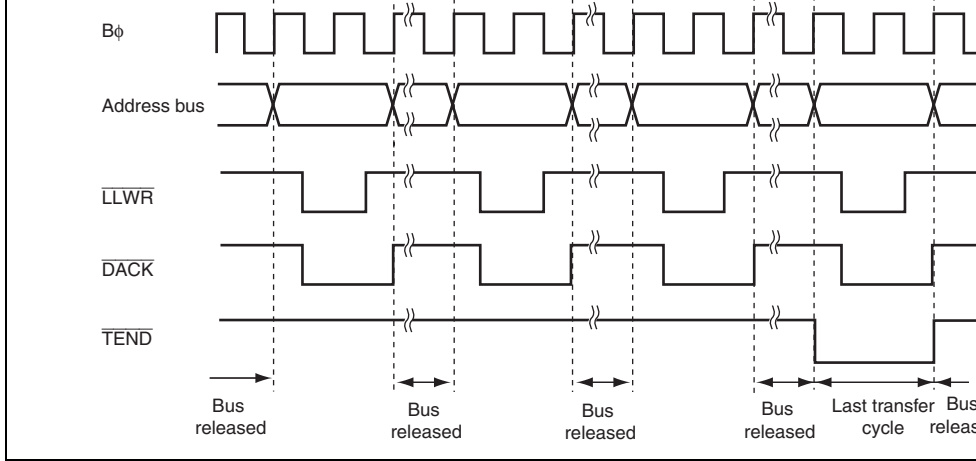 Bφ
Address bus
LLWR
DACK
TEND
Bus
released
Bus
released
Bus
released
Bus
released
Last transfer
cycle
Bus
releas